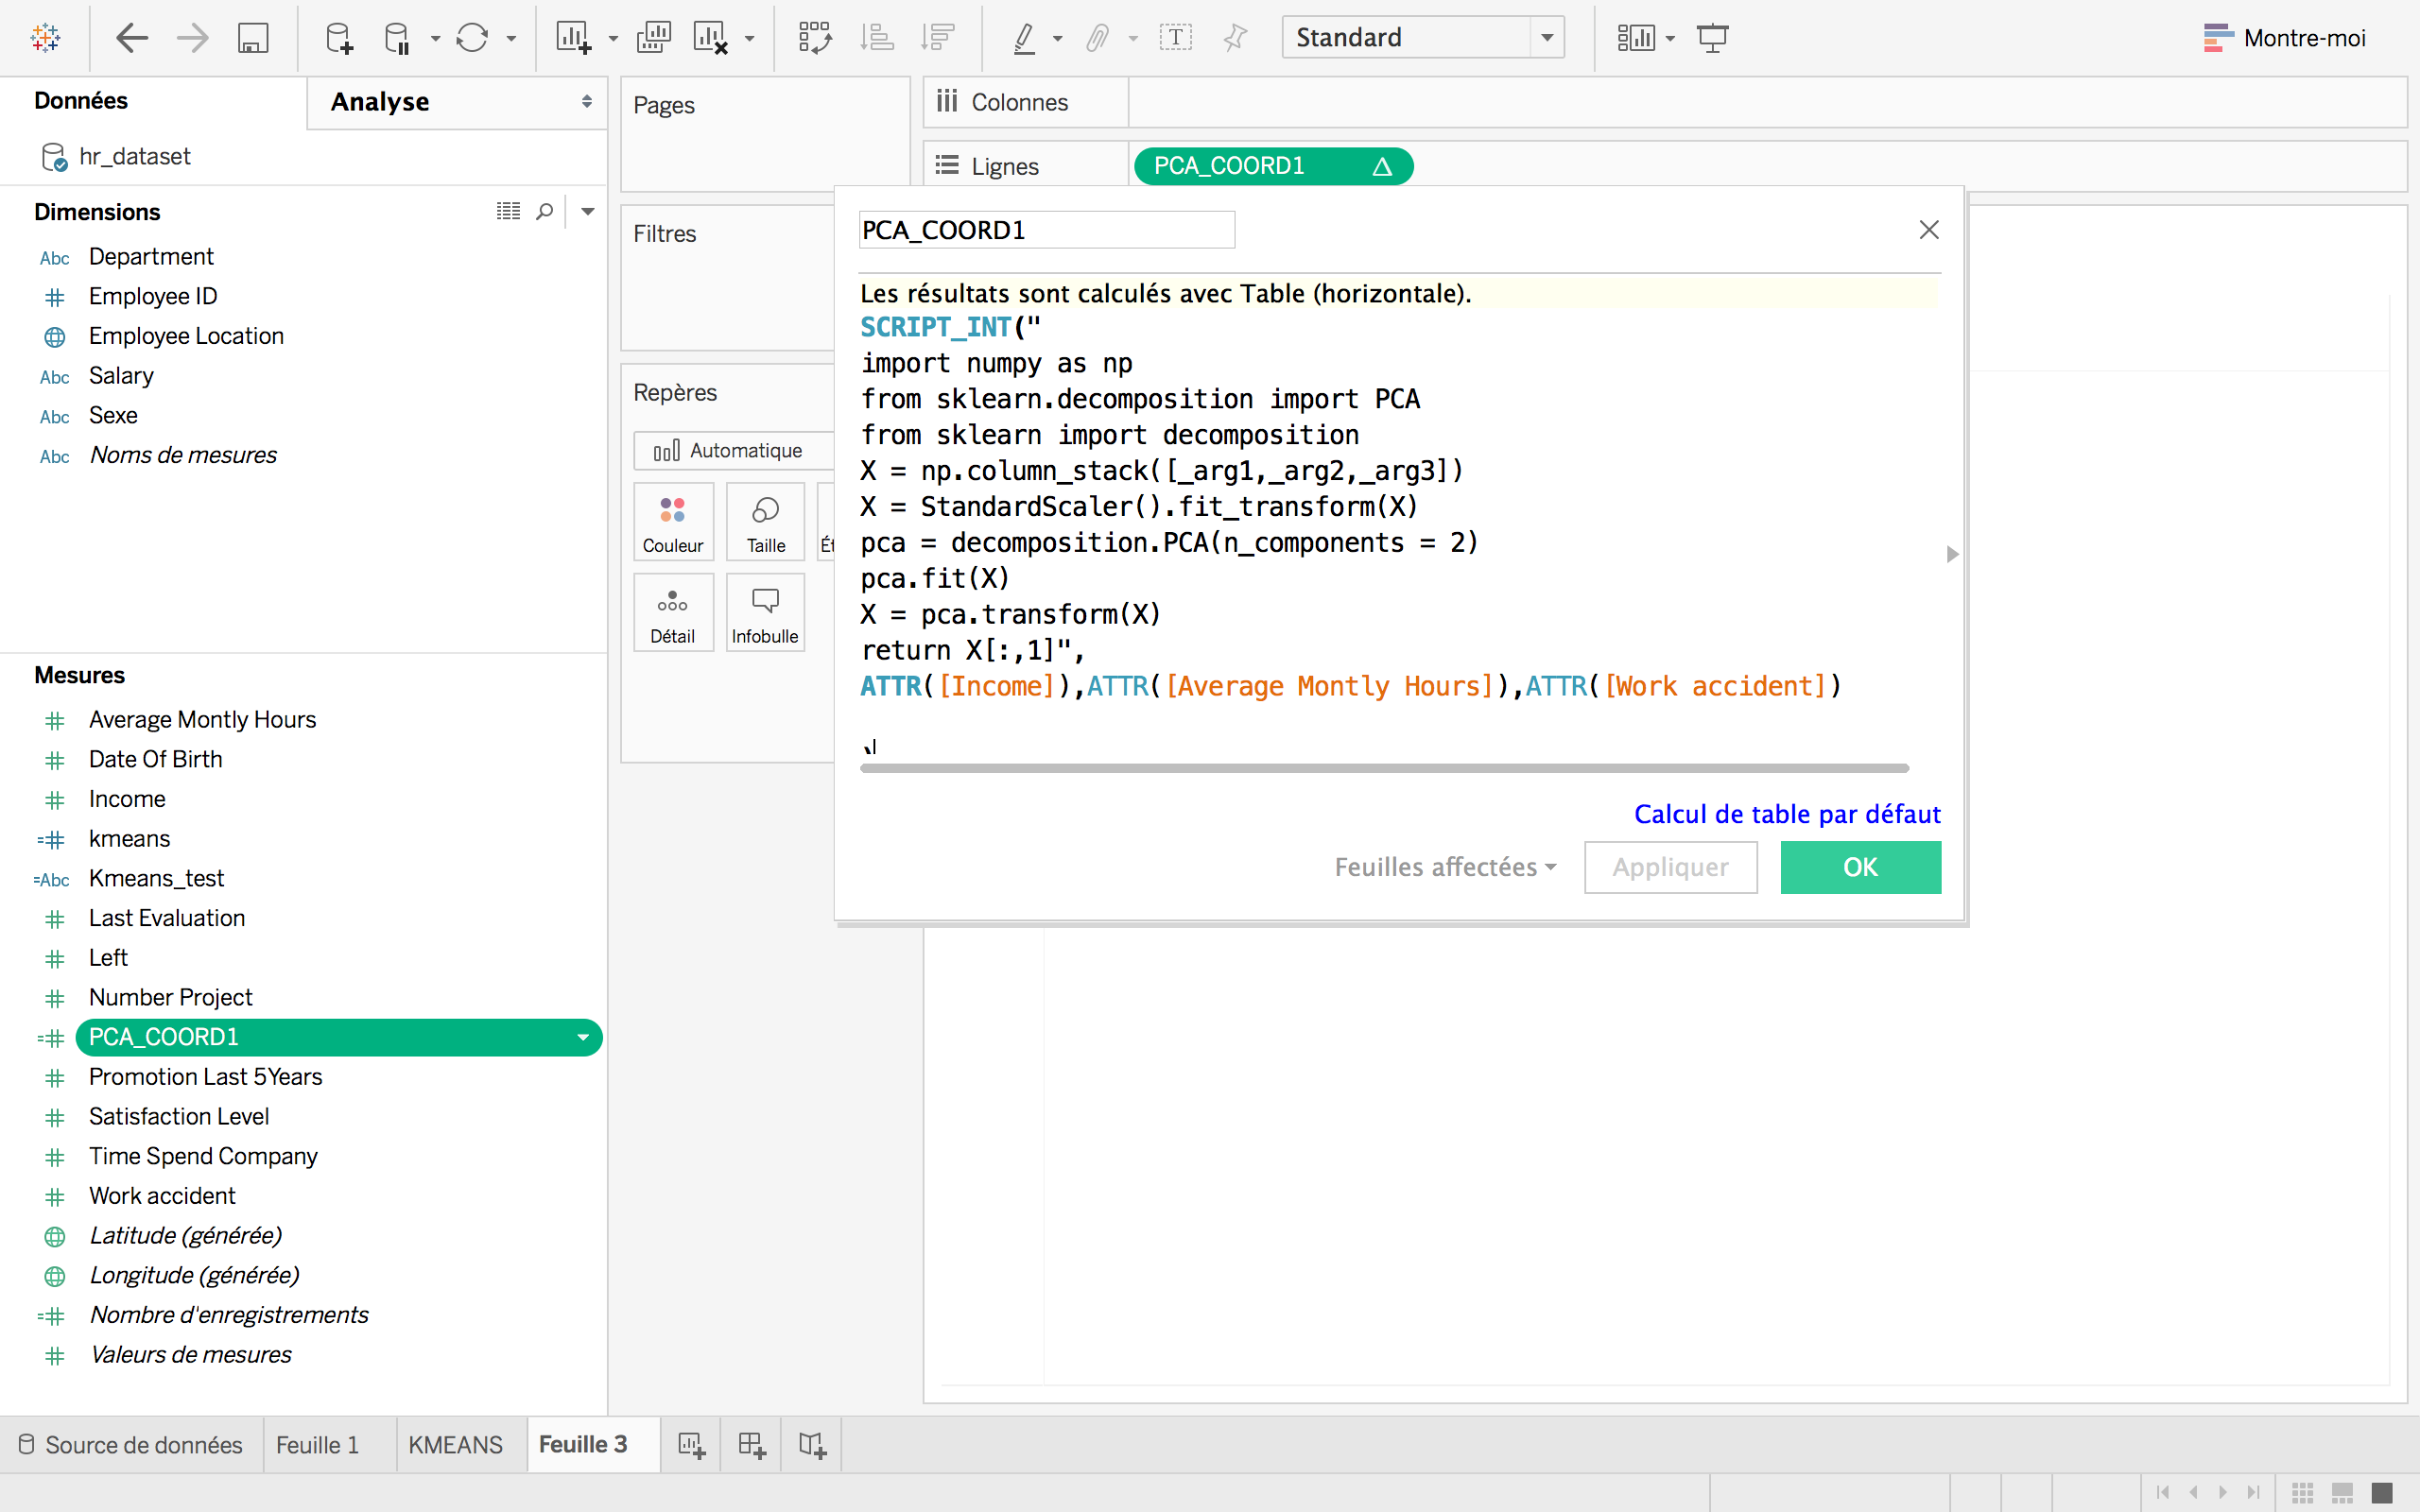 Standard
Montre-moi
Données
Analyse
hr_dataset
Dimensions
Abc Department
Employee ID
Employee Location
Abc Salary
Abc Sexe
Abc Noms de mesures
Mesures
Average Montly Hours
Date Of Birth
Income
=# kmeans
=Abc Kmeans_test
Last Evaluation
Left
Number Project
=# PCA_COORD1
Promotion Last 5Years
Satisfaction Level
Time Spend Company
Work accident
Latitude (générée)
Longitude (générée)
=# Nombre d'enregistrements
Valeurs de mesures
Pages
Filtres
Repères
Automatique
Couleur
Taille
Détail
Infobulle
Colonnes
Lignes
PCA_COORD1
PCA_COORD1
Les résultats sont calculés avec Table (horizontale).
SCRIPT_INT("
import numpy as np
from sklearn.decomposition import PCA
from sklearn import decomposition
X = np.column_stack([_arg1,_arg2,_arg3])
X = StandardScaler().fit_transform(X)
pca = decomposition.PCA(n_components = 2)
pca.fit(X)
X = pca.transform(X)
return X[:,1]",
ATTR([Income]),ATTR([Average Montly Hours]),ATTR([Work accident])
Calcul de table par défaut
Feuilles affectées
Appliquer
OK
Source de données
Feuille 1
KMEANS
Feuille 3